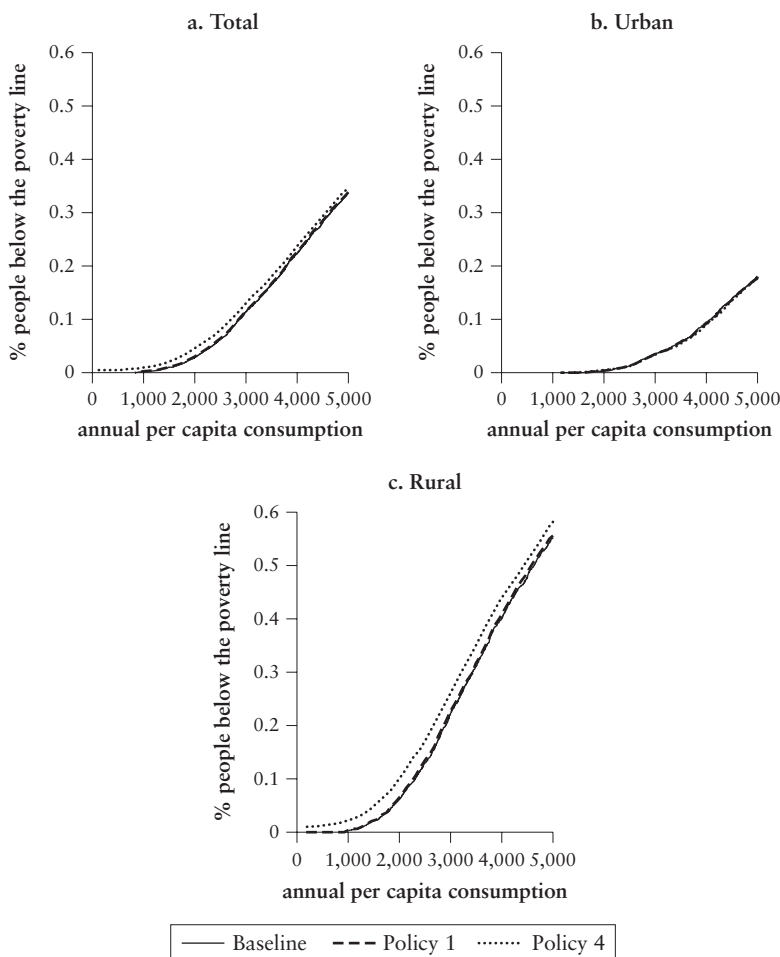 a. Total
% people below the poverty line
0.6
0.5
0.4
0.3
0.2
0.1
0
0 1,000 2,000 3,000 4,000 5,000
annual per capita consumption
b. Urban
% people below the poverty line
0.6
0.5
0.4
0.3
0.2
0.1
0
0 1,000 2,000 3,000 4,000 5,000
annual per capita consumption
c. Rural
% people below the poverty line
0.6
0.5
0.4
0.3
0.2
0.1
0
0 1,000 2,000 3,000 4,000 5,000
annual per capita consumption
Baseline Policy 1 Policy 4